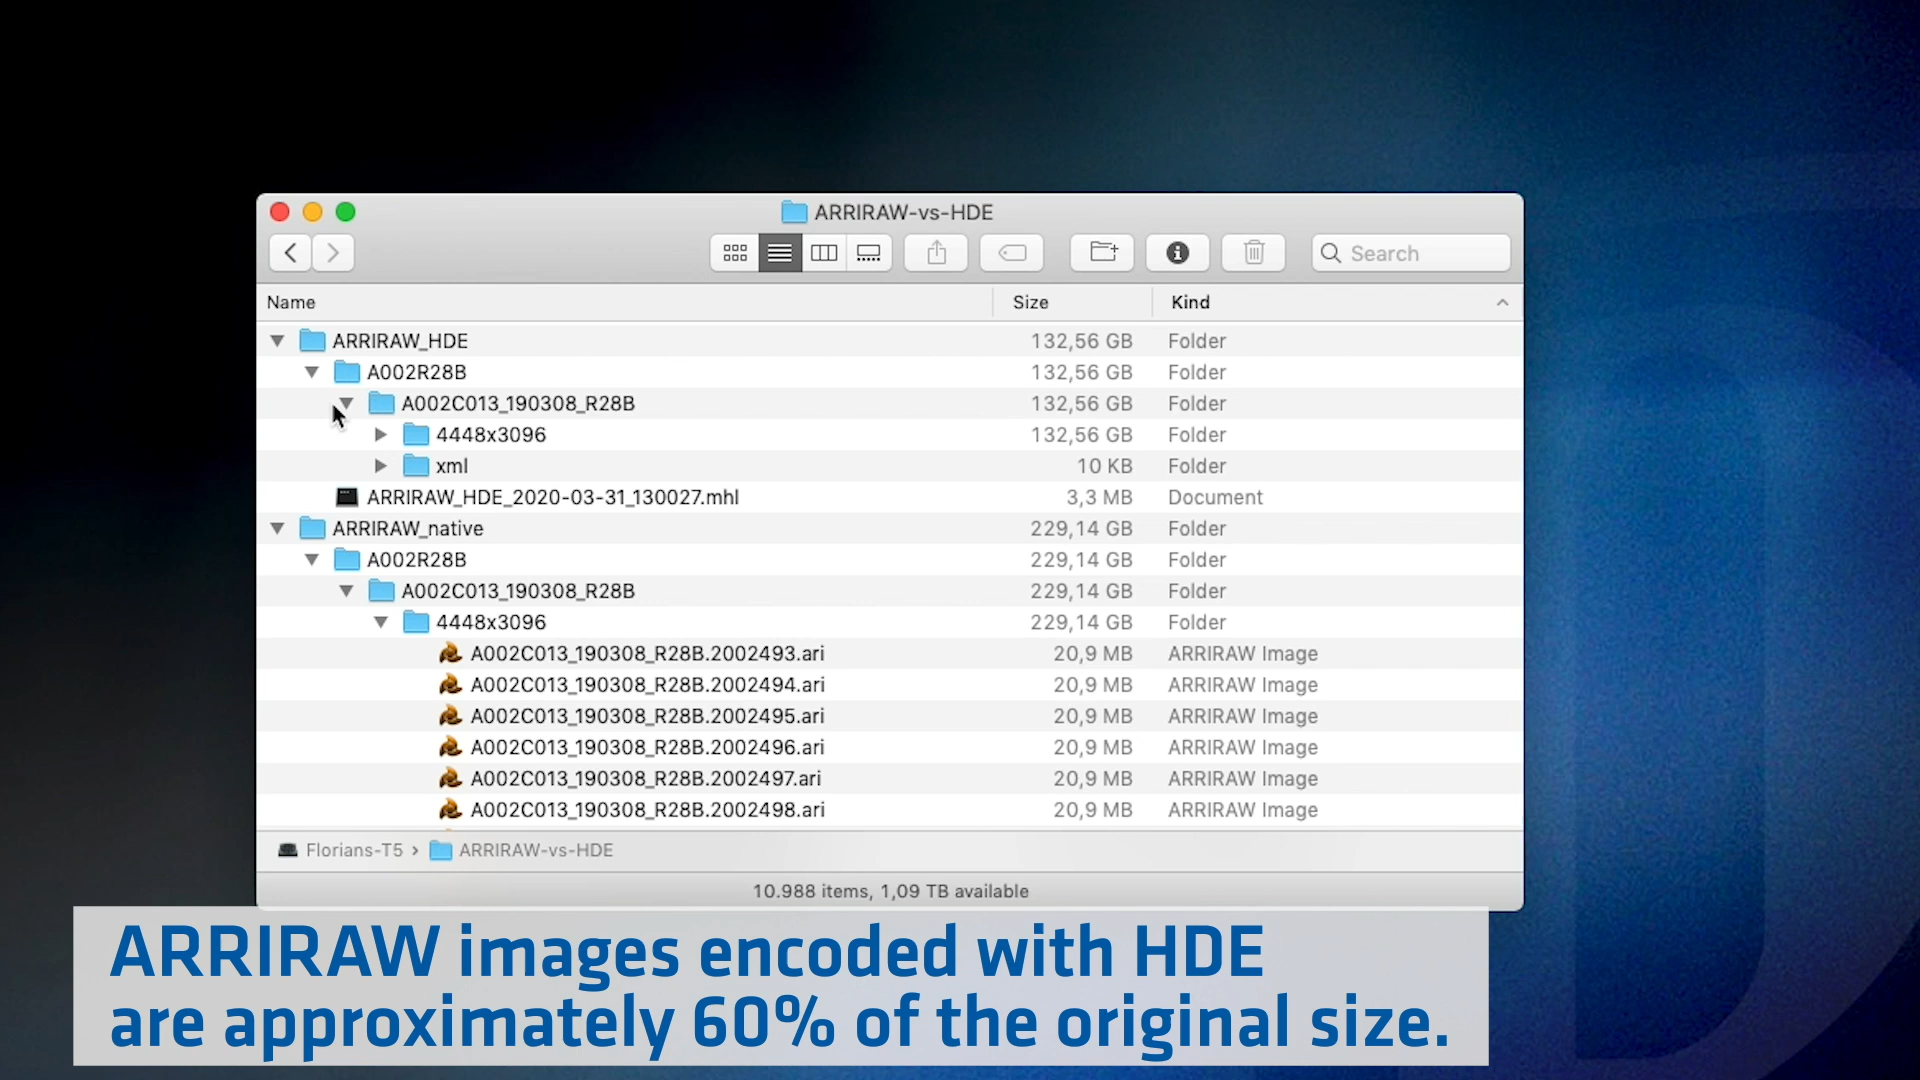 ARRIRAW-vs-HDE
Search
Name Size Kind
ARRIRAW_HDE 132,56 GB Folder
A002R28B 132,56 GB Folder
A002C013_190308_R28B 132,56 GB Folder
4448x3096 132,56 GB Folder
xml 10 KB Folder
ARRIRAW_HDE_2020-03-31_130027.mhl 3,3 MB Document
ARRIRAW_native 229,14 GB Folder
A002R28B 229,14 GB Folder
A002C013_190308_R28B 229,14 GB Folder
4448x3096 229,14 GB Folder
A002C013_190308_R28B.2002493.ari 20,9 MB ARRIRAW Image
A002C013_190308_R28B.2002494.ari 20,9 MB ARRIRAW Image
A002C013_190308_R28B.2002495.ari 20,9 MB ARRIRAW Image
A002C013_190308_R28B.2002496.ari 20,9 MB ARRIRAW Image
A002C013_190308_R28B.2002497.ari 20,9 MB ARRIRAW Image
A002C013_190308_R28B.2002498.ari 20,9 MB ARRIRAW Image
Florians-T5 › ARRIRAW-vs-HDE
10.988 items, 1,09 TB available
ARRIRAW images encoded with HDE
are approximately 60% of the original size.